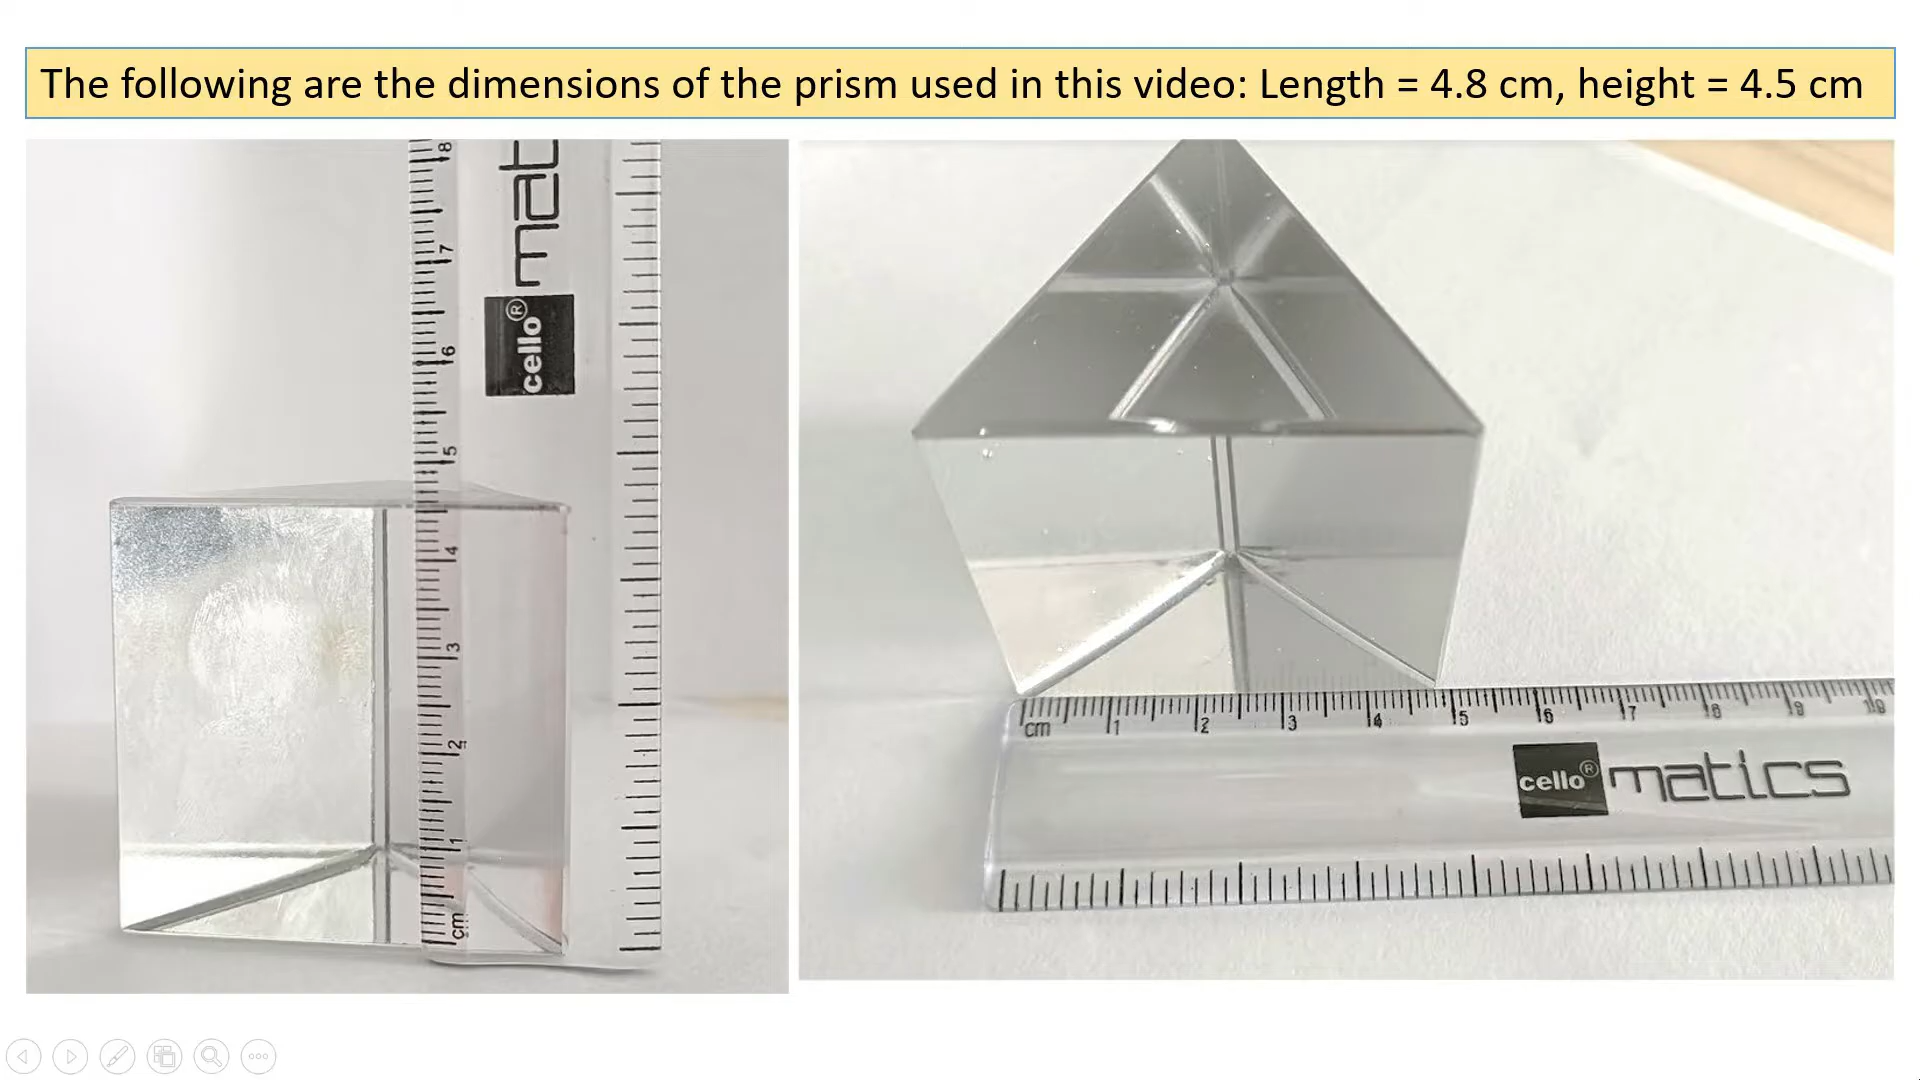 The following are the dimensions of the prism used in this video: Length = 4.8 cm, height = 4.5 cm
8
7
6
5
4
3
2
1
cm
cello® mat
cm 1 2 3 4 5 6 7 8 9 10
cello® matics